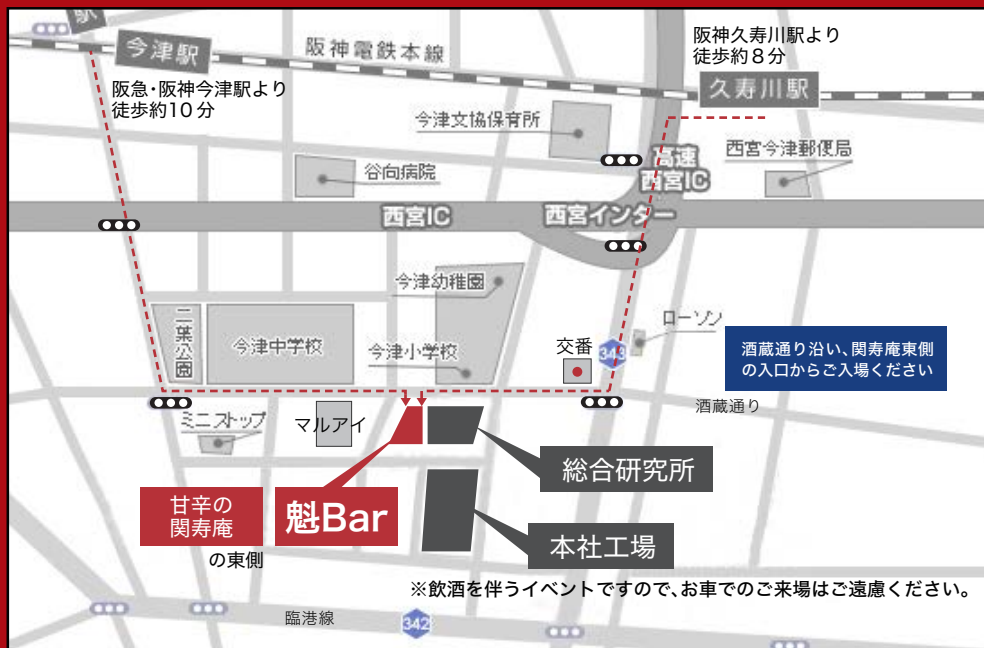 駅
今津駅
阪神電鉄本線
阪神久寿川駅より
徒歩約8分
久寿川駅
阪急・阪神今津駅より
徒歩約10分
今津文協保育所
高速
西宮IC
西宮今津郵便局
谷向病院
西宮IC
西宮インター
今津幼稚園
二葉公園
今津中学校
今津小学校
交番
343
ローソン
酒蔵通り沿い、関寿庵東側
の入口からご入場ください
ミニストップ
マルアイ
酒蔵通り
総合研究所
甘辛の
関寿庵
の東側
魁Bar
本社工場
※飲酒を伴うイベントですので、お車でのご来場はご遠慮ください。
臨港線
342